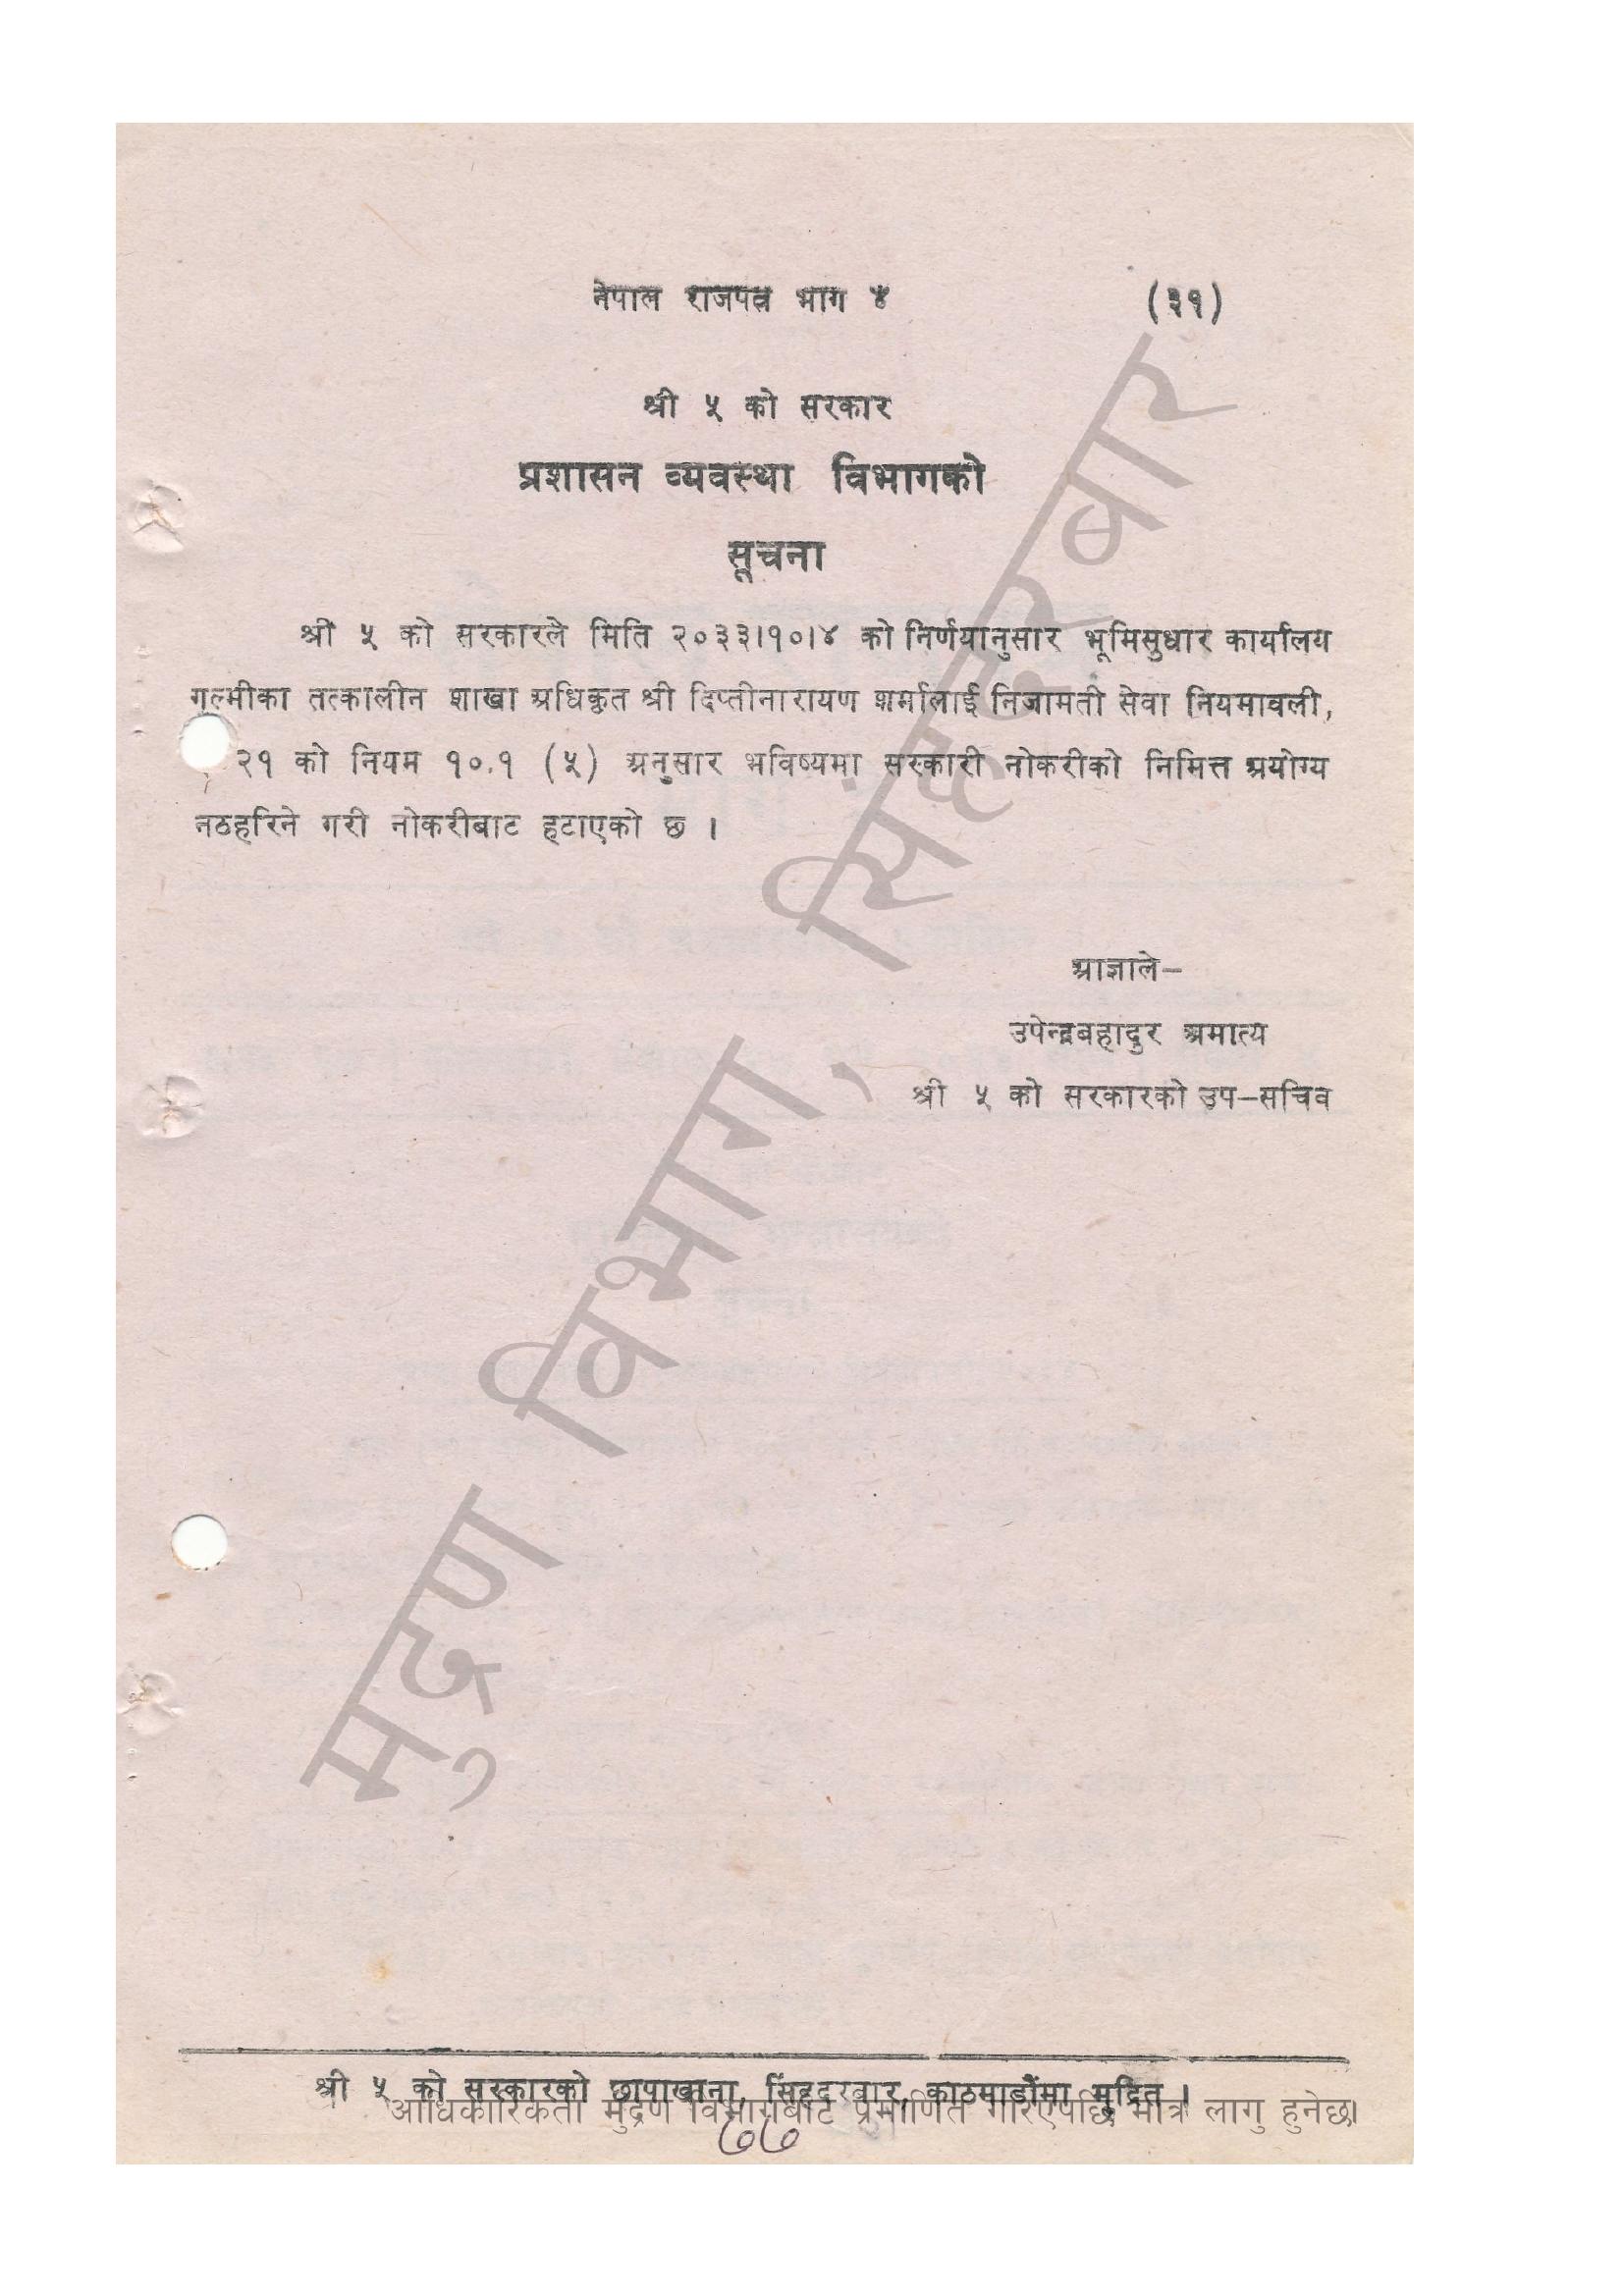 नेपाल राजपत्र भाग ४ (३१)
श्री ५ को सरकार
प्रशासन व्यवस्था विभागको
सूचना
श्री ५ को सरकारले मिति २०३३।१०।४ को निर्णयानुसार भूमिसुधार कार्यालय
गुल्मीका तत्कालीन शाखा अधिकृत श्री दिप्तीनारायण शर्मालाई निजामती सेवा नियमावली,
२१ को नियम १०.१ (५) अनुसार भविष्यमा सरकारी नोकरीको निमित्त अयोग्य
नठहरिने गरी नोकरीबाट हटाएको छ ।
आज्ञाले–
उपेन्द्रबहादुर अमात्य
श्री ५ को सरकारको उप–सचिव
मुद्रण विभाग, सिंहदरबार
श्री ५ को सरकारको छापाखाना, सिंहदरबार, काठमाडौंमा मुद्रित ।
आधिकारिकता मुद्रण विभागबाट प्रमाणित गरिएपछि मात्र लागु हुनेछ।
७७